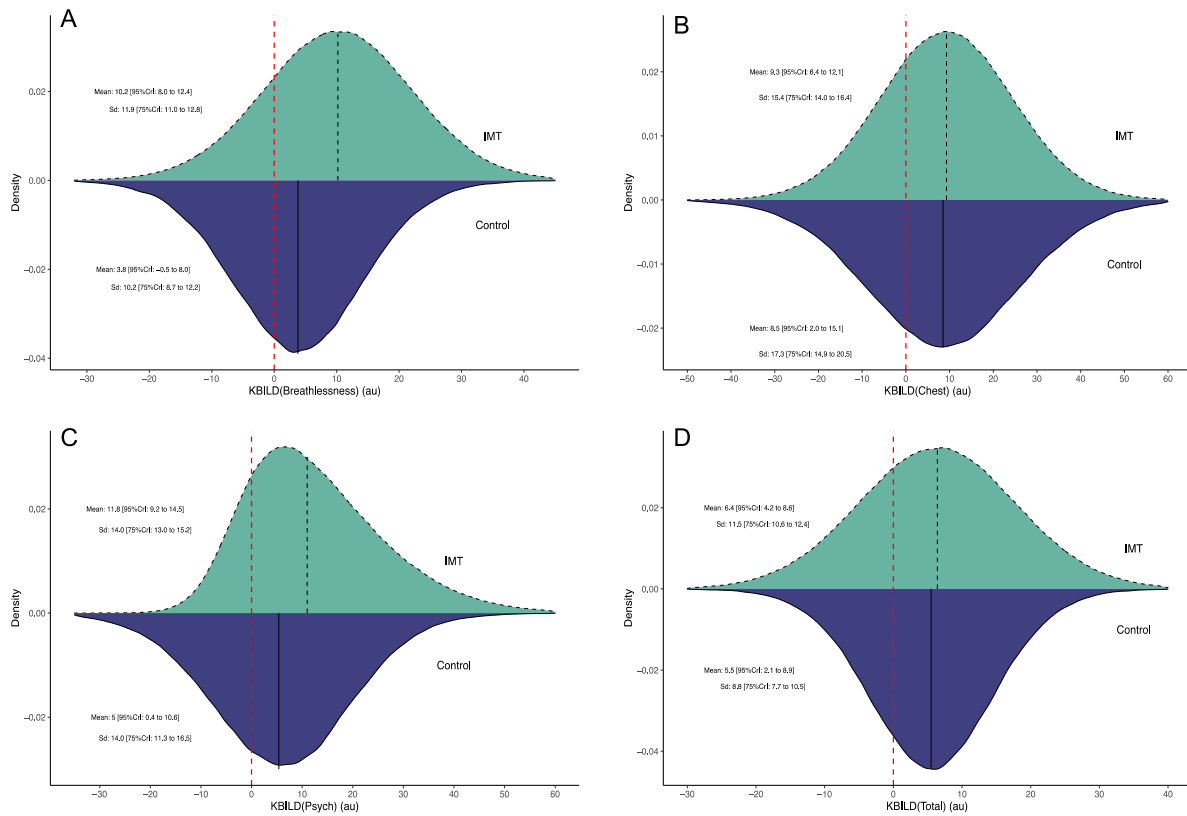 A
0.02
0.00
−0.02
−0.04
Density
Mean: 10.2 [95%CrI: 8.0 to 12.4]
Sd: 11.9 [75%CrI: 11.0 to 12.8]
IMT
Control
Mean: 3.8 [95%CrI: −0.5 to 8.0]
Sd: 10.2 [75%CrI: 8.7 to 12.2]
−30 −20 −10 0 10 20 30 40
KBILD(Breathlessness) (au)
B
0.02
0.01
0.00
−0.01
−0.02
Density
Mean: 9.3 [95%CrI: 6.4 to 12.1]
Sd: 15.4 [75%CrI: 14.0 to 16.4]
IMT
Control
Mean: 8.5 [95%CrI: 2.0 to 15.1]
Sd: 17.3 [75%CrI: 14.9 to 20.5]
−50 −40 −30 −20 −10 0 10 20 30 40 50 60
KBILD(Chest) (au)
C
0.02
0.00
−0.02
Density
Mean: 11.8 [95%CrI: 9.2 to 14.5]
Sd: 14.0 [75%CrI: 13.0 to 15.2]
IMT
Control
Mean: 5 [95%CrI: 0.4 to 10.6]
Sd: 14.0 [75%CrI: 11.3 to 16.5]
−30 −20 −10 0 10 20 30 40 50 60
KBILD(Psych) (au)
D
0.02
0.00
−0.02
−0.04
Density
Mean: 6.4 [95%CrI: 4.2 to 8.6]
Sd: 11.5 [75%CrI: 10.6 to 12.4]
IMT
Control
Mean: 5.5 [95%CrI: 2.1 to 8.9]
Sd: 8.8 [75%CrI: 7.7 to 10.5]
−30 −20 −10 0 10 20 30 40
KBILD(Total) (au)